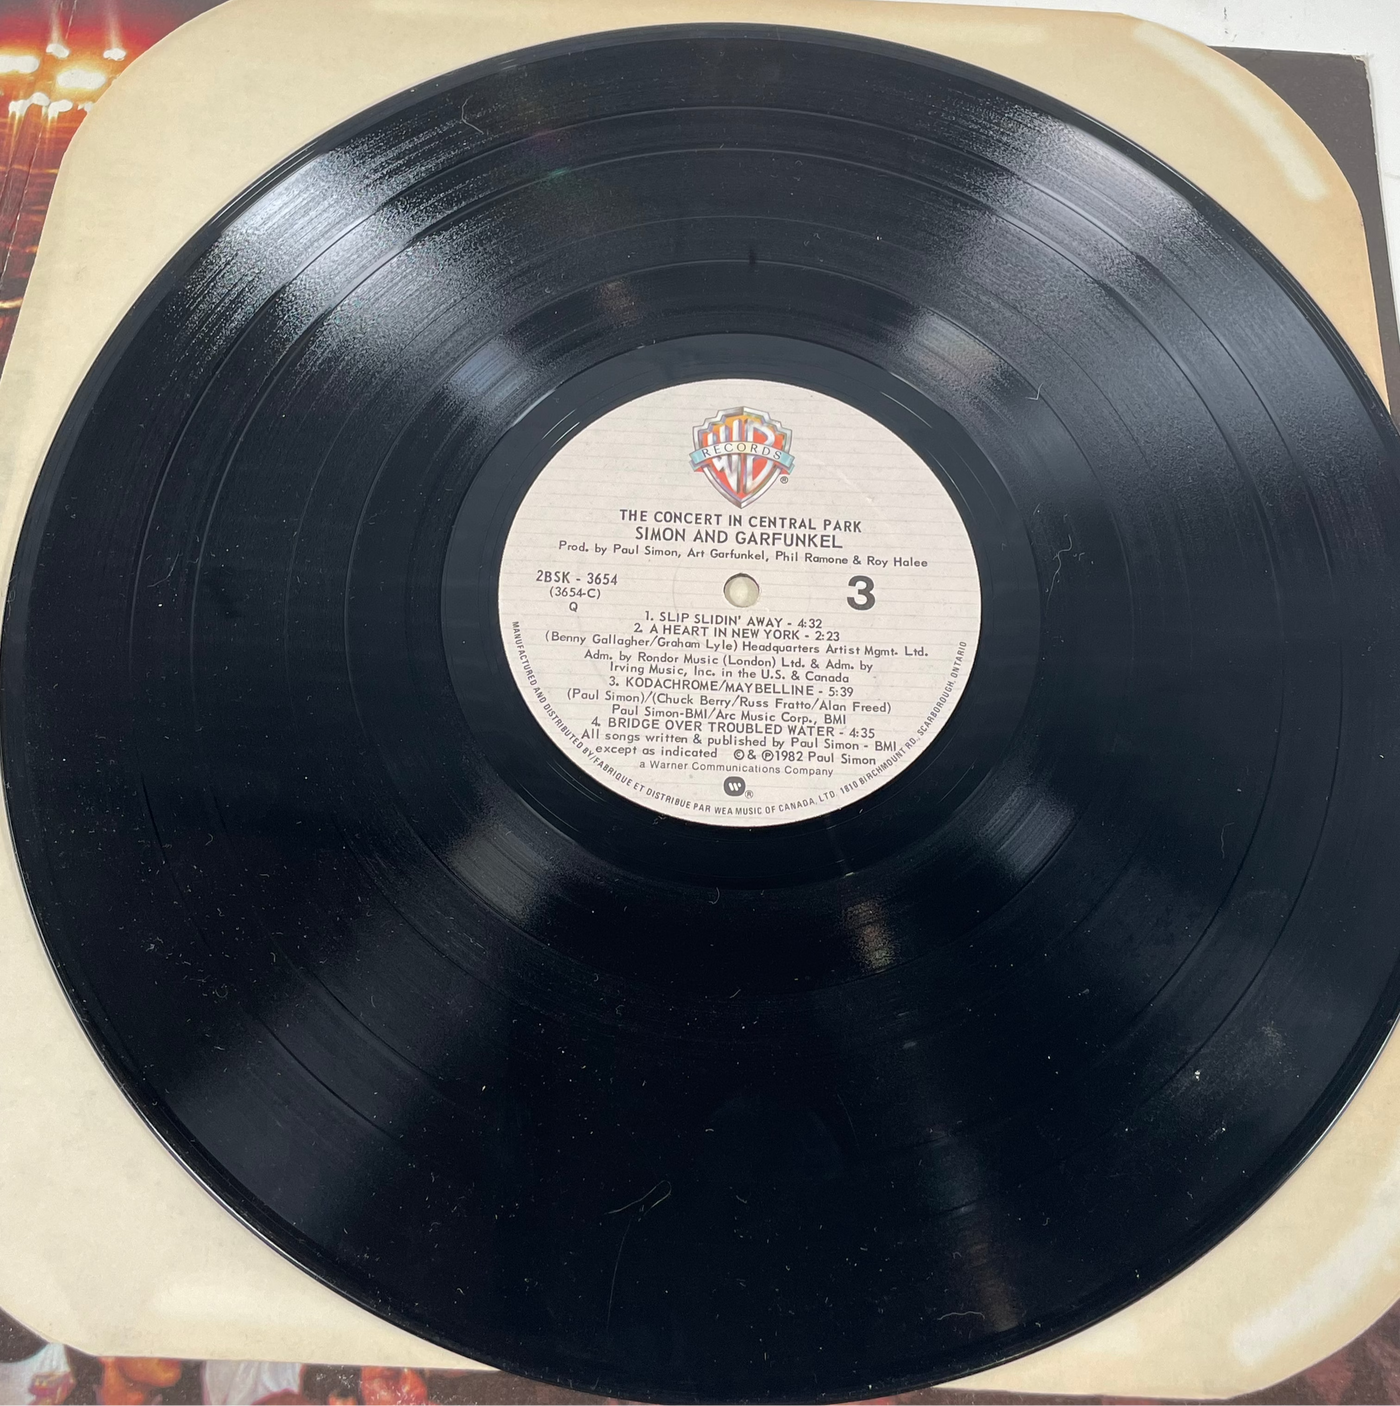 WB
RECORDS
®
THE CONCERT IN CENTRAL PARK
SIMON AND GARFUNKEL
Prod. by Paul Simon, Art Garfunkel, Phil Ramone & Roy Halee
2BSK - 3654
(3654-C)
Q
3
1. SLIP SLIDIN' AWAY - 4:32
2. A HEART IN NEW YORK - 2:23
(Benny Gallagher/Graham Lyle) Headquarters Artist Mgmt. Ltd.
Adm. by Rondor Music (London) Ltd. & Adm. by
Irving Music, Inc. in the U.S. & Canada
3. KODACHROME/MAYBELLINE - 5:39
(Paul Simon)/(Chuck Berry/Russ Fratto/Alan Freed)
Paul Simon-BMI/Arc Music Corp., BMI
4. BRIDGE OVER TROUBLED WATER - 4:35
All songs written & published by Paul Simon - BMI
except as indicated ©& ℗1982 Paul Simon
a Warner Communications Company
W®
MANUFACTURED AND DISTRIBUTED BY/FABRIQUE ET DISTRIBUE PAR WEA MUSIC OF CANADA, LTD. 1810 BIRCHMOUNT RD., SCARBOROUGH, ONTARIO